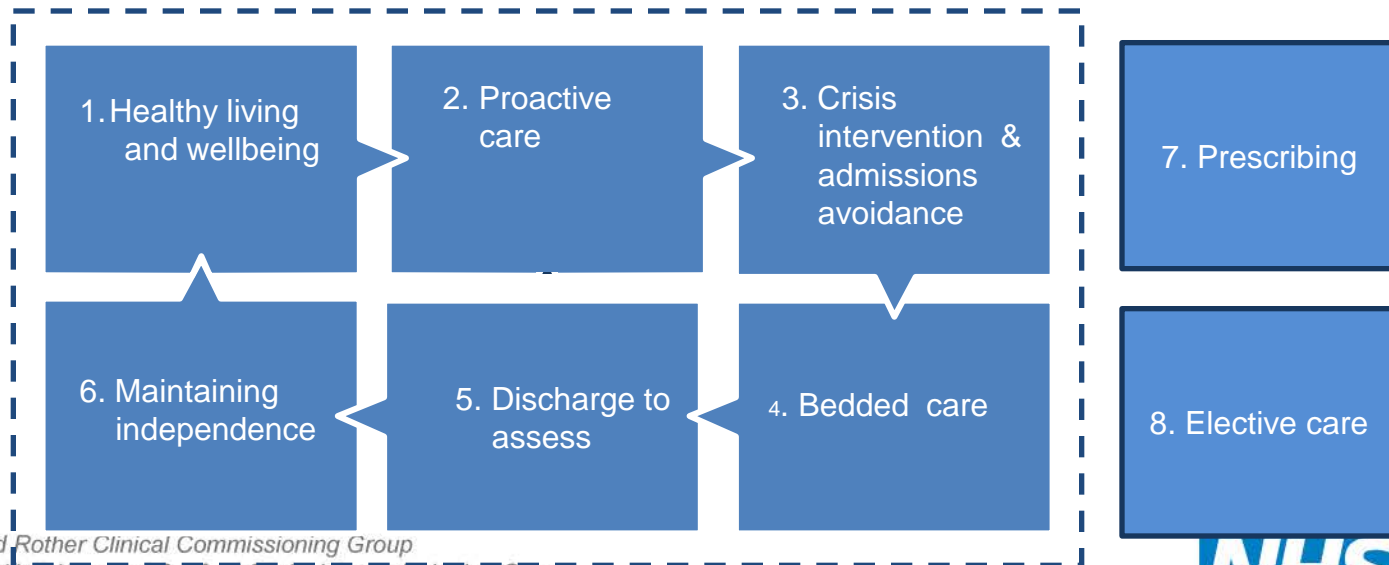 1. Healthy living
and wellbeing
2. Proactive
care
3. Crisis
intervention &
admissions
avoidance
7. Prescribing
6. Maintaining
independence
5. Discharge to
assess
4. Bedded care
8. Elective care
Rother Clinical Commissioning Group
NHS